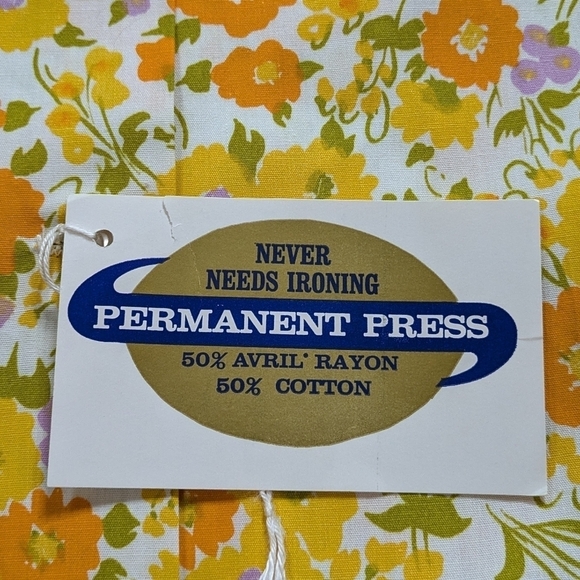 NEVER
NEEDS IRONING
PERMANENT PRESS
50% AVRIL® RAYON
50% COTTON